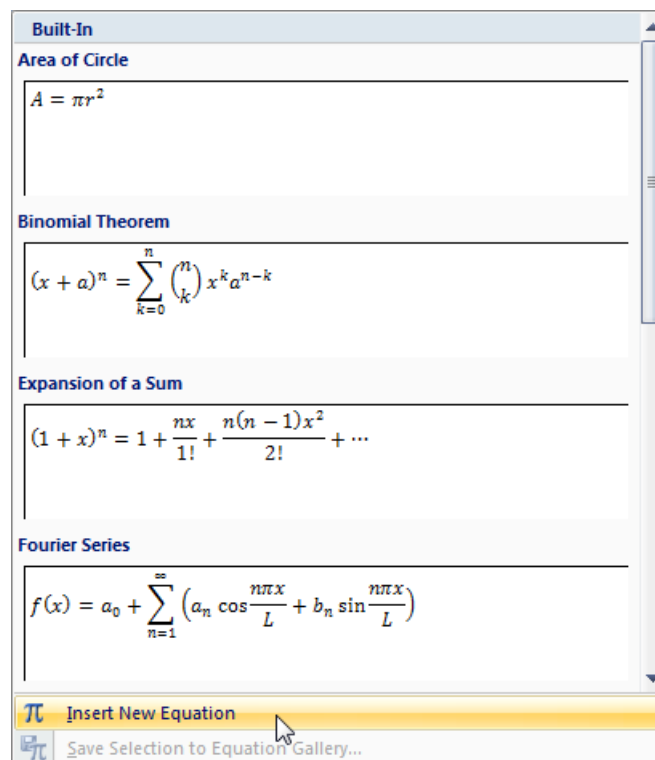 Built-In
Area of Circle
A = πr²
Binomial Theorem
(x + a)ⁿ = ∑ₖ₌₀ⁿ (n k) xᵏaⁿ⁻ᵏ
Expansion of a Sum
(1 + x)ⁿ = 1 + nx/1! + n(n − 1)x²/2! + ⋯
Fourier Series
f(x) = a₀ + ∑ₙ₌₁^∞ (aₙ cos nπx/L + bₙ sin nπx/L)
π Insert New Equation
π Save Selection to Equation Gallery...